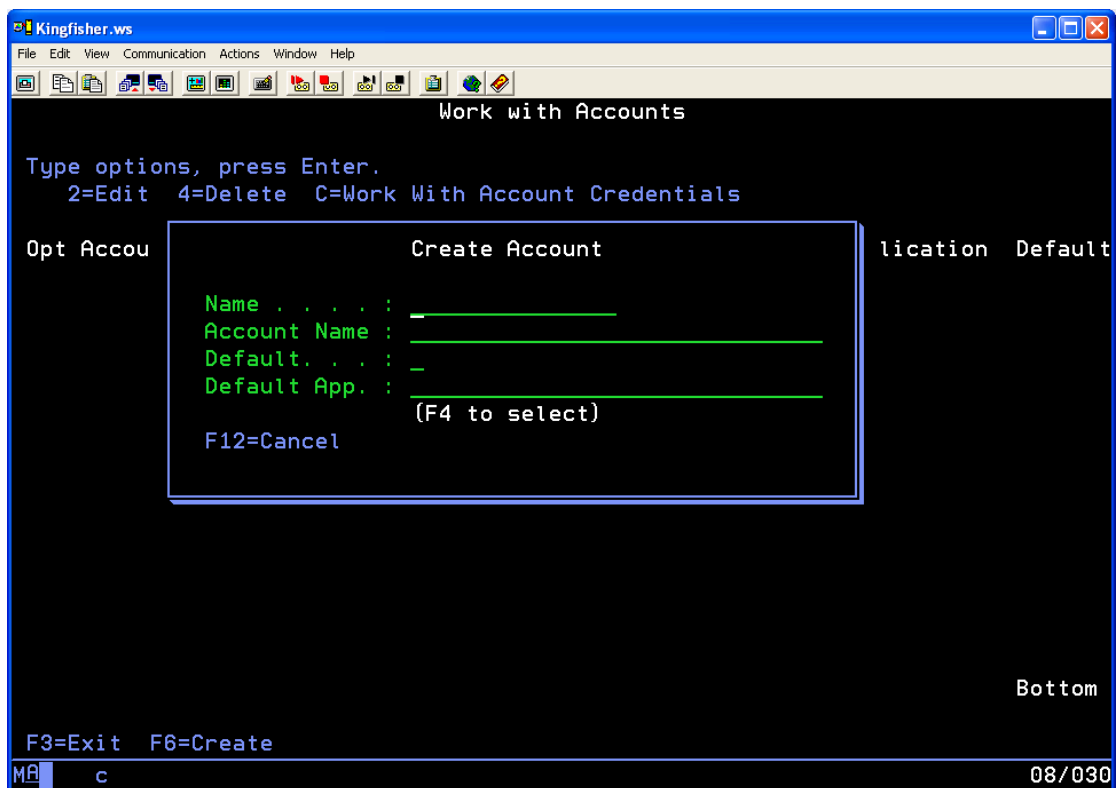 Kingfisher.ws
File Edit View Communication Actions Window Help
Work with Accounts
Type options, press Enter.
2=Edit 4=Delete C=Work With Account Credentials
Opt Accou
lication Default
Create Account
Name . . . . :
Account Name :
Default. . . :
Default App. :
(F4 to select)
F12=Cancel
Bottom
F3=Exit F6=Create
MA c 08/030